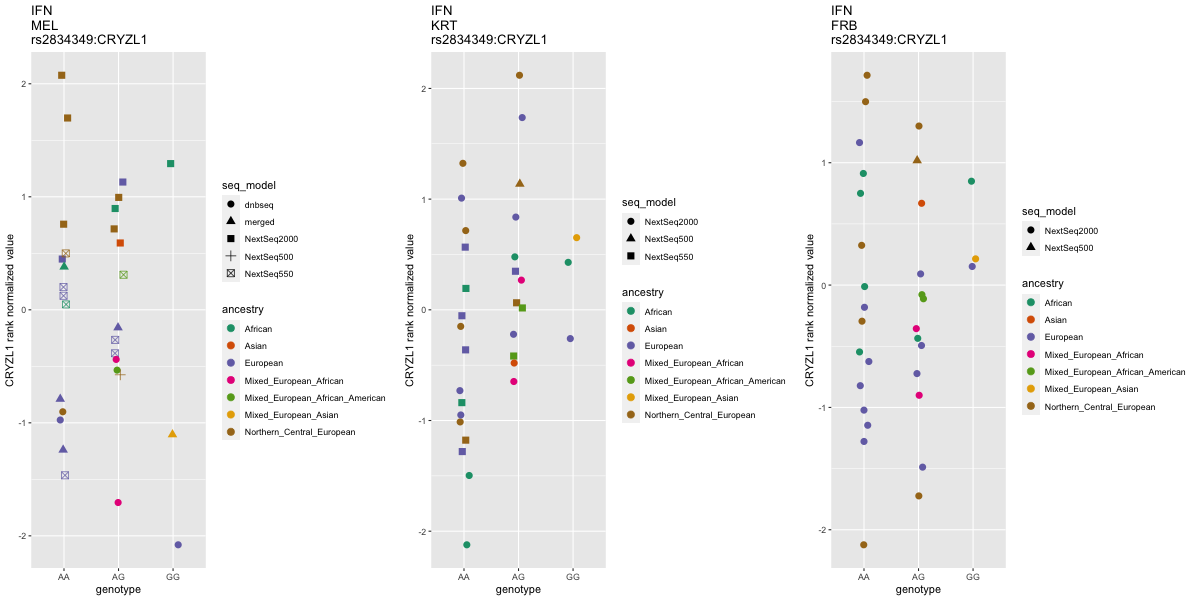 IFN
MEL
rs2834349:CRYZL1
CRYZL1 rank normalized value
2
1
0
-1
-2
AA
AG
GG
genotype
seq_model
dnbseq
merged
NextSeq2000
NextSeq500
NextSeq550
ancestry
African
Asian
European
Mixed_European_African
Mixed_European_African_American
Mixed_European_Asian
Northern_Central_European
IFN
KRT
rs2834349:CRYZL1
CRYZL1 rank normalized value
2
1
0
-1
-2
AA
AG
GG
genotype
seq_model
NextSeq2000
NextSeq500
NextSeq550
ancestry
African
Asian
European
Mixed_European_African
Mixed_European_African_American
Mixed_European_Asian
Northern_Central_European
IFN
FRB
rs2834349:CRYZL1
CRYZL1 rank normalized value
1
0
-1
-2
AA
AG
GG
genotype
seq_model
NextSeq2000
NextSeq500
ancestry
African
Asian
European
Mixed_European_African
Mixed_European_African_American
Mixed_European_Asian
Northern_Central_European